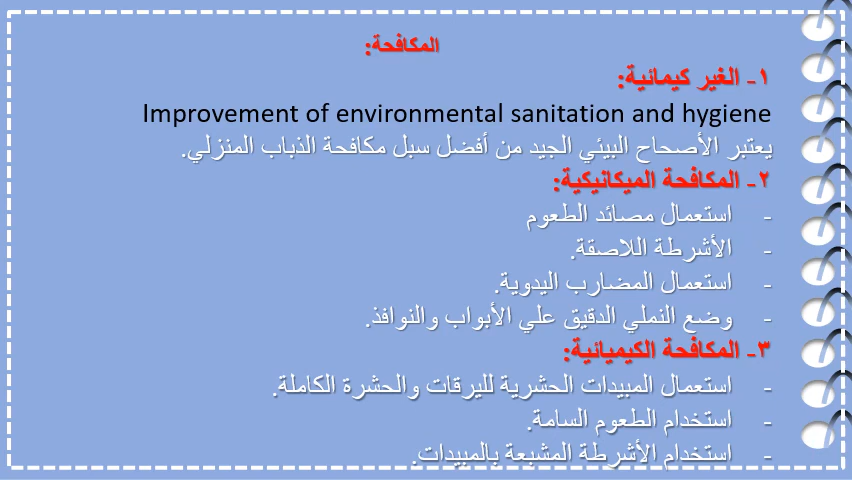 المكافحة:
١- الغير كيمائية:
Improvement of environmental sanitation and hygiene
يعتبر الأصحاح البيئي الجيد من أفضل سبل مكافحة الذباب المنزلي.
٢- المكافحة الميكانيكية:
- استعمال مصائد الطعوم
- الأشرطة اللاصقة.
- استعمال المضارب اليدوية.
- وضع النملي الدقيق علي الأبواب والنوافذ.
٣- المكافحة الكيميائية:
- استعمال المبيدات الحشرية لليرقات والحشرة الكاملة.
- استخدام الطعوم السامة.
- استخدام الأشرطة المشبعة بالمبيدات.